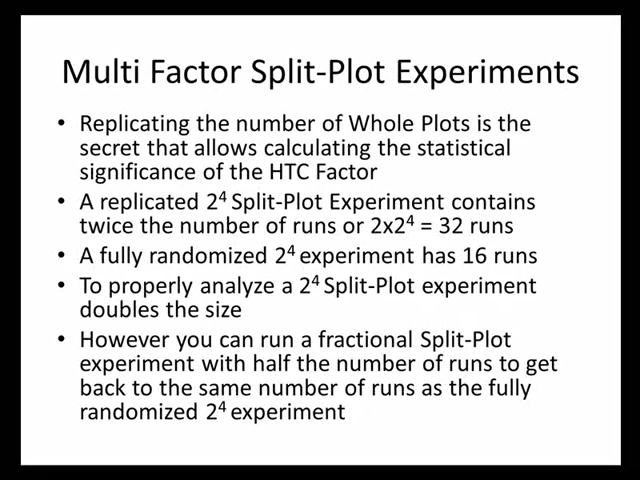 Multi Factor Split-Plot Experiments
• Replicating the number of Whole Plots is the
secret that allows calculating the statistical
significance of the HTC Factor
• A replicated 2⁴ Split-Plot Experiment contains
twice the number of runs or 2x2⁴ = 32 runs
• A fully randomized 2⁴ experiment has 16 runs
• To properly analyze a 2⁴ Split-Plot experiment
doubles the size
• However you can run a fractional Split-Plot
experiment with half the number of runs to get
back to the same number of runs as the fully
randomized 2⁴ experiment